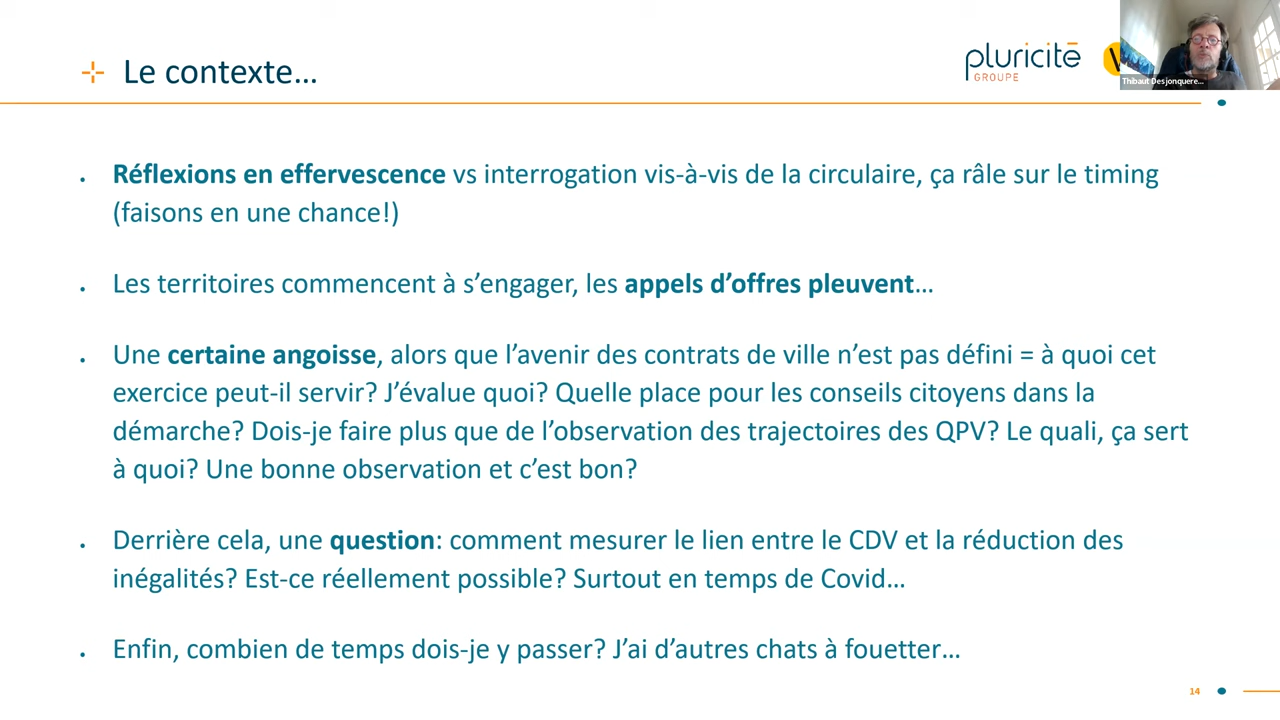 Le contexte…
pluricité
GROUPE
Thibaut Desjonquere...
Réflexions en effervescence vs interrogation vis-à-vis de la circulaire, ça râle sur le timing
(faisons en une chance!)
Les territoires commencent à s’engager, les appels d’offres pleuvent…
Une certaine angoisse, alors que l’avenir des contrats de ville n’est pas défini = à quoi cet
exercice peut-il servir? J’évalue quoi? Quelle place pour les conseils citoyens dans la
démarche? Dois-je faire plus que de l’observation des trajectoires des QPV? Le quali, ça sert
à quoi? Une bonne observation et c’est bon?
Derrière cela, une question: comment mesurer le lien entre le CDV et la réduction des
inégalités? Est-ce réellement possible? Surtout en temps de Covid…
Enfin, combien de temps dois-je y passer? J’ai d’autres chats à fouetter…
14